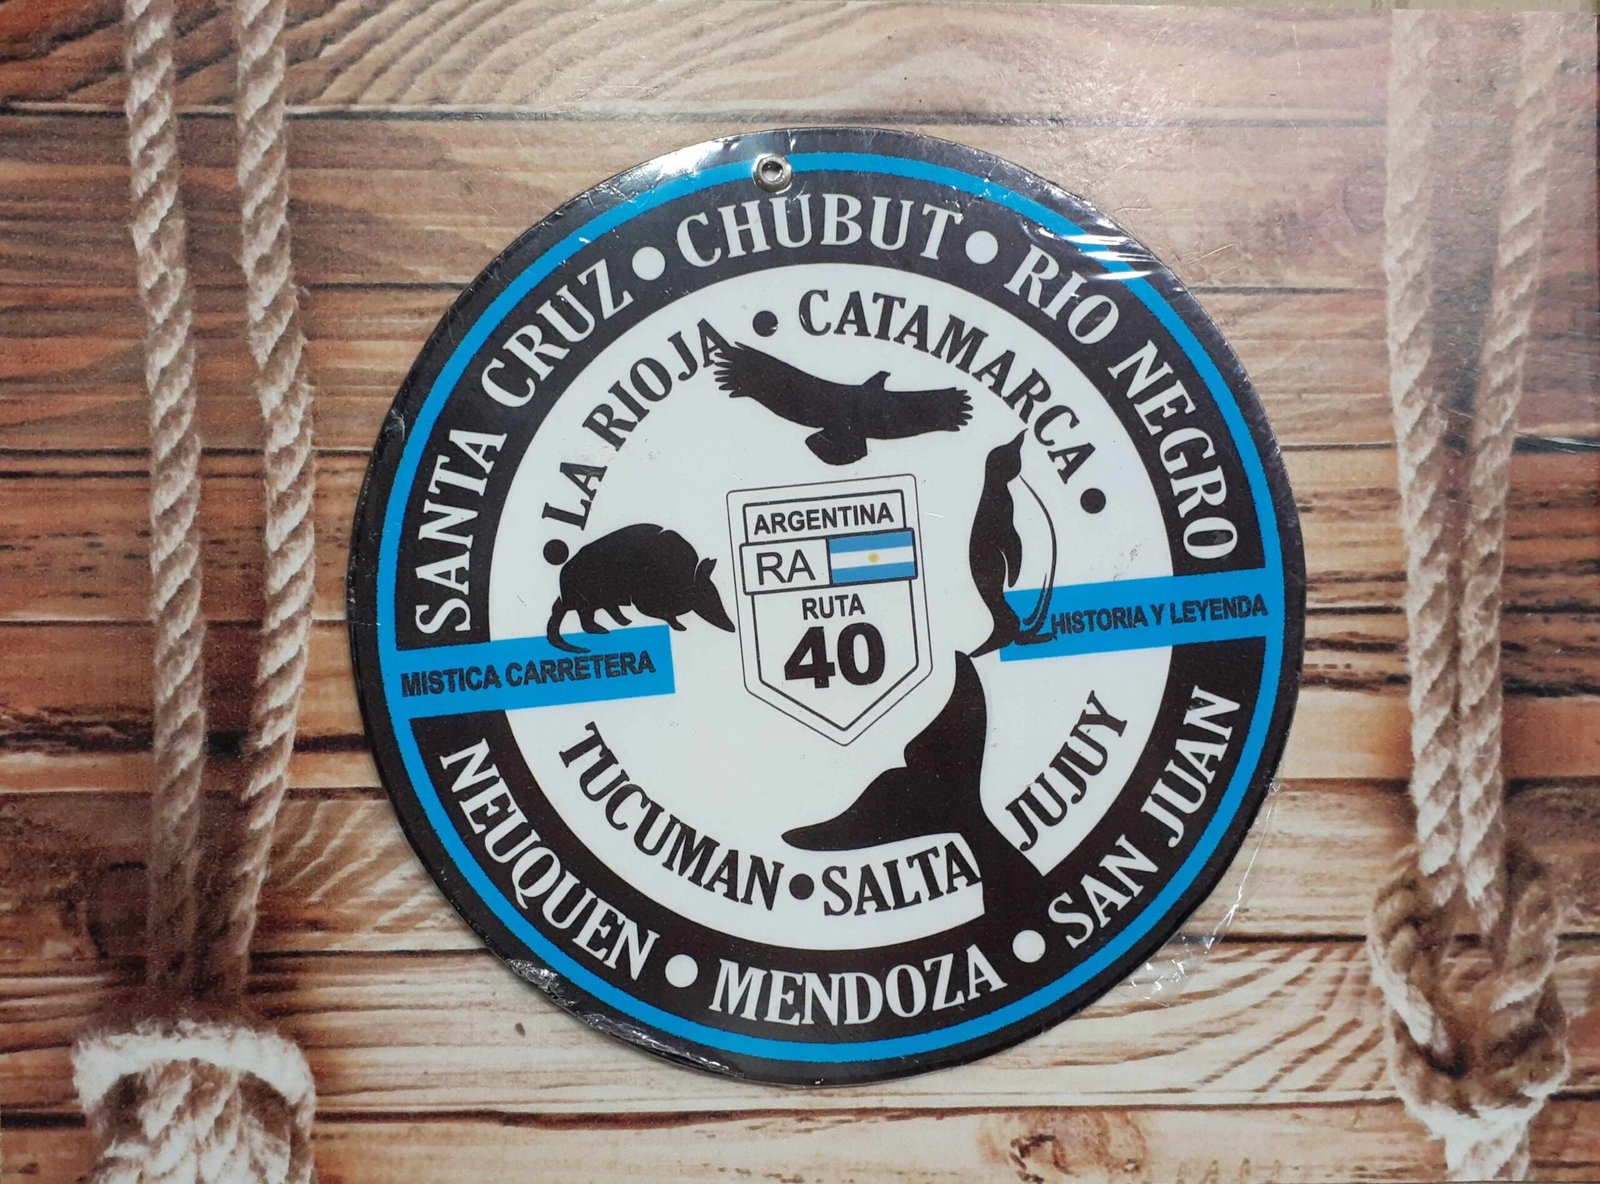 SANTA CRUZ • CHUBUT • RIO NEGRO
• LA RIOJA • CATAMARCA •
ARGENTINA
RA
RUTA
40
MISTICA CARRETERA
HISTORIA Y LEYENDA
TUCUMAN • SALTA JUJUY
NEUQUEN • MENDOZA • SAN JUAN